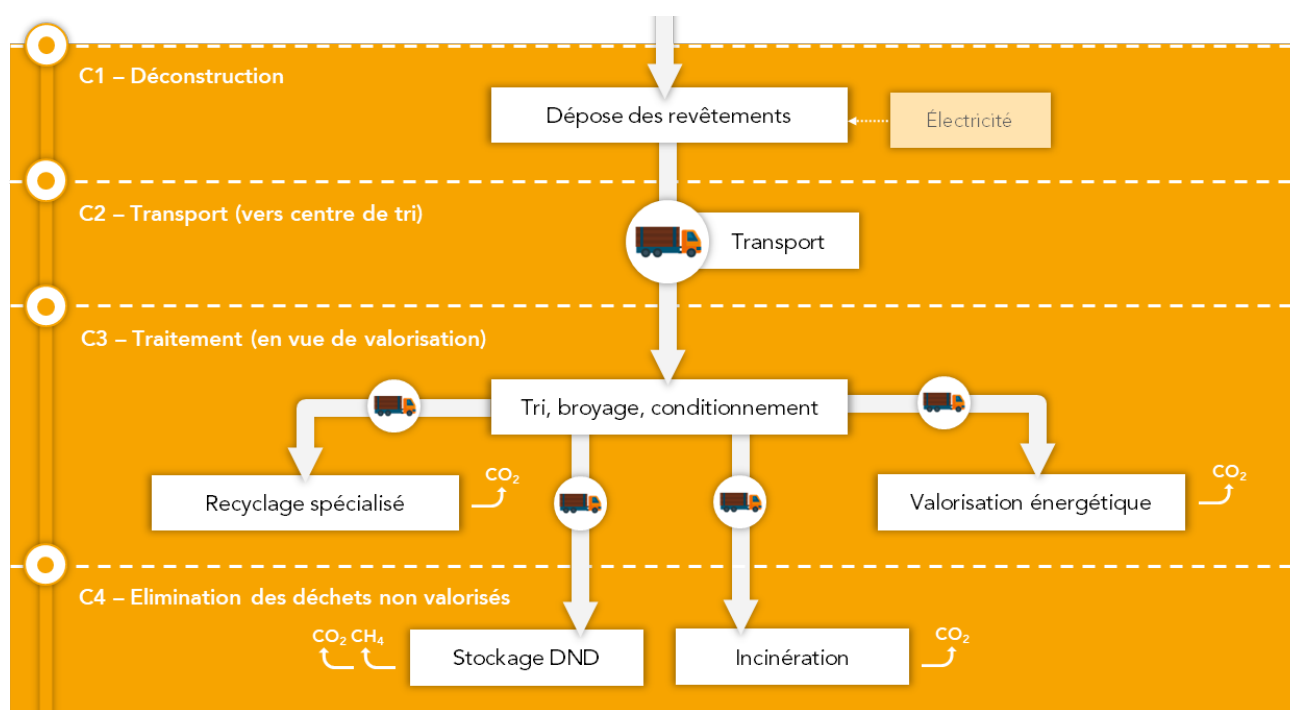 C1 – Déconstruction
Dépose des revêtements
Électricité
C2 – Transport (vers centre de tri)
Transport
C3 – Traitement (en vue de valorisation)
Tri, broyage, conditionnement
Recyclage spécialisé
CO₂
Valorisation énergétique
CO₂
C4 – Elimination des déchets non valorisés
CO₂ CH₄
Stockage DND
Incinération
CO₂